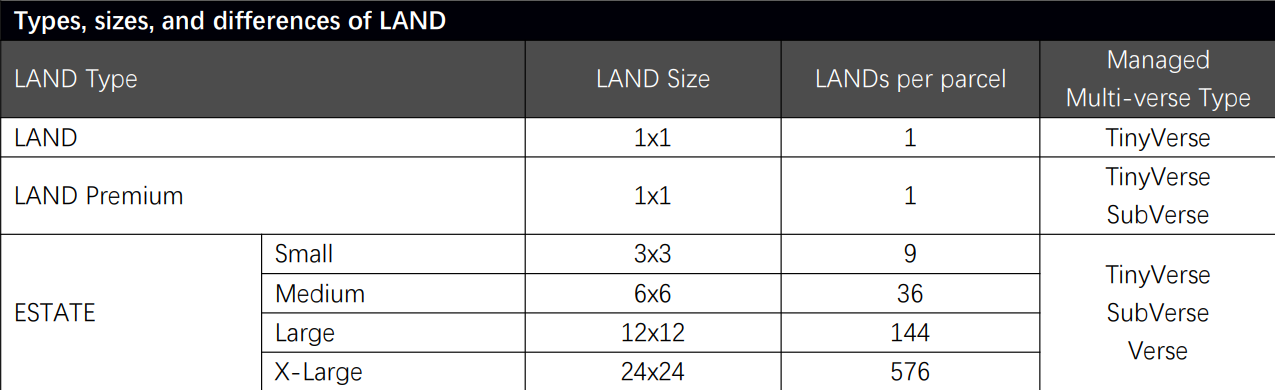 Types, sizes, and differences of LAND
LAND Type LAND Size LANDs per parcel Managed Multi-verse Type
LAND 1x1 1 TinyVerse
LAND Premium 1x1 1 TinyVerse SubVerse
ESTATE Small 3x3 9 TinyVerse SubVerse Verse
Medium 6x6 36
Large 12x12 144
X-Large 24x24 576